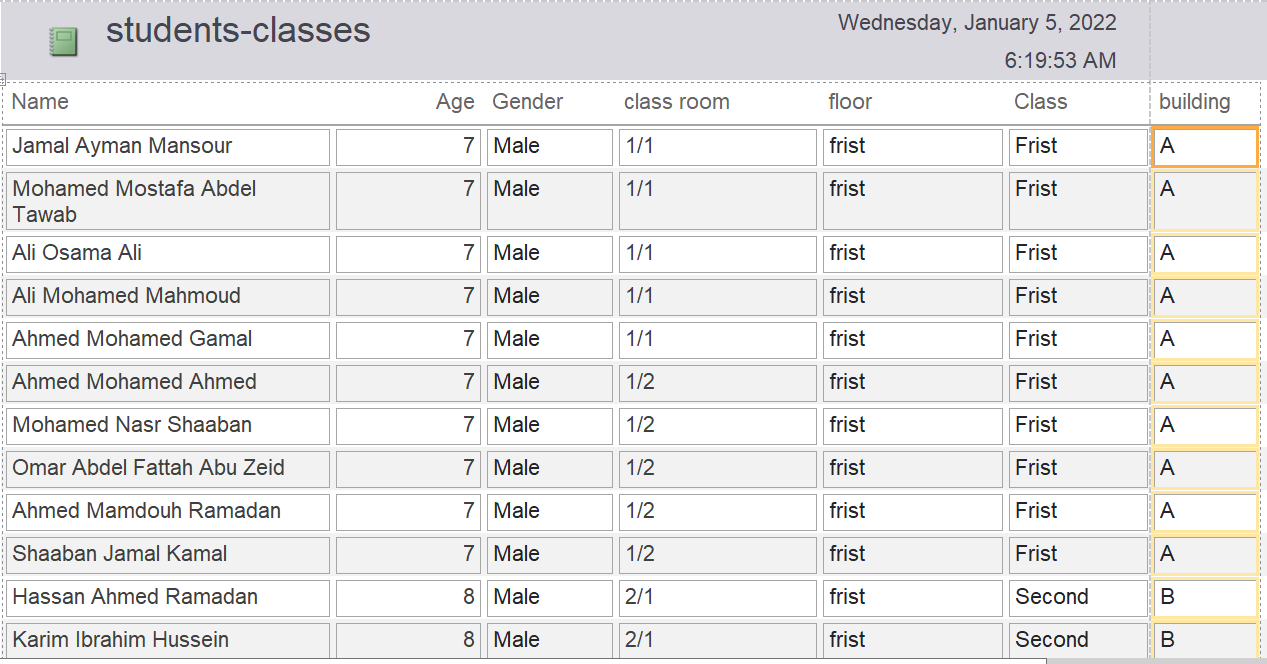 students-classes
Wednesday, January 5, 2022
6:19:53 AM
Name Age Gender class room floor Class building
Jamal Ayman Mansour 7 Male 1/1 frist Frist A
Mohamed Mostafa Abdel 7 Male 1/1 frist Frist A
Tawab
Ali Osama Ali 7 Male 1/1 frist Frist A
Ali Mohamed Mahmoud 7 Male 1/1 frist Frist A
Ahmed Mohamed Gamal 7 Male 1/1 frist Frist A
Ahmed Mohamed Ahmed 7 Male 1/2 frist Frist A
Mohamed Nasr Shaaban 7 Male 1/2 frist Frist A
Omar Abdel Fattah Abu Zeid 7 Male 1/2 frist Frist A
Ahmed Mamdouh Ramadan 7 Male 1/2 frist Frist A
Shaaban Jamal Kamal 7 Male 1/2 frist Frist A
Hassan Ahmed Ramadan 8 Male 2/1 frist Second B
Karim Ibrahim Hussein 8 Male 2/1 frist Second B